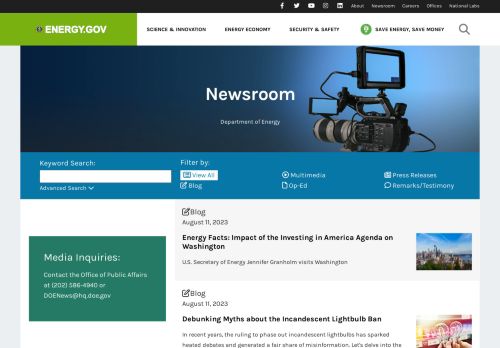 About Newsroom Careers Offices National Labs
ENERGY.GOV
SCIENCE & INNOVATION ENERGY ECONOMY SECURITY & SAFETY SAVE ENERGY, SAVE MONEY
Newsroom
Department of Energy
Keyword Search:
Advanced Search
Filter by:
View All
Multimedia
Press Releases
Blog
Op-Ed
Remarks/Testimony
Media Inquiries:
Contact the Office of Public Affairs
at (202) 586-4940 or
DOENews@hq.doe.gov
Blog
August 11, 2023
Energy Facts: Impact of the Investing in America Agenda on
Washington
U.S. Secretary of Energy Jennifer Granholm visits Washington
Blog
August 11, 2023
Debunking Myths about the Incandescent Lightbulb Ban
In recent years, the ruling to phase out incandescent lightbulbs has sparked
heated debates and generated a fair share of misinformation. Let's delve into the